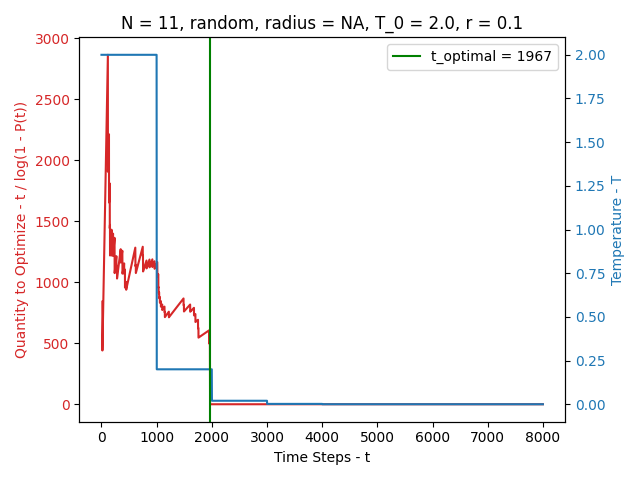 N = 11, random, radius = NA, T_0 = 2.0, r = 0.1
t_optimal = 1967
Quantity to Optimize - t / log(1 - P(t))
3000
2500
2000
1500
1000
500
0
Temperature - T
2.00
1.75
1.50
1.25
1.00
0.75
0.50
0.25
0.00
0 1000 2000 3000 4000 5000 6000 7000 8000
Time Steps - t